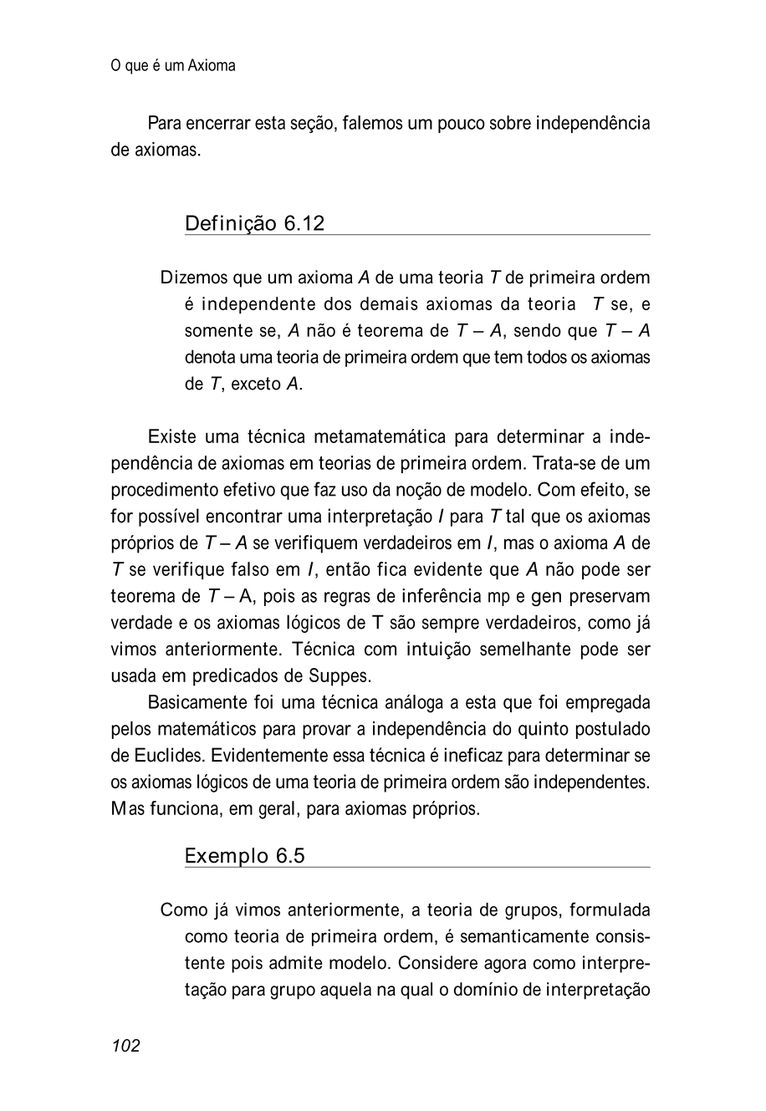 O que é um Axioma
Para encerrar esta seção, falemos um pouco sobre independência
de axiomas.
Definição 6.12
Dizemos que um axioma A de uma teoria T de primeira ordem
é independente dos demais axiomas da teoria T se, e
somente se, A não é teorema de T – A, sendo que T – A
denota uma teoria de primeira ordem que tem todos os axiomas
de T, exceto A.
Existe uma técnica metamatemática para determinar a inde-
pendência de axiomas em teorias de primeira ordem. Trata-se de um
procedimento efetivo que faz uso da noção de modelo. Com efeito, se
for possível encontrar uma interpretação I para T tal que os axiomas
próprios de T – A se verifiquem verdadeiros em I, mas o axioma A de
T se verifique falso em I, então fica evidente que A não pode ser
teorema de T – A, pois as regras de inferência mp e gen preservam
verdade e os axiomas lógicos de T são sempre verdadeiros, como já
vimos anteriormente. Técnica com intuição semelhante pode ser
usada em predicados de Suppes.
Basicamente foi uma técnica análoga a esta que foi empregada
pelos matemáticos para provar a independência do quinto postulado
de Euclides. Evidentemente essa técnica é ineficaz para determinar se
os axiomas lógicos de uma teoria de primeira ordem são independentes.
Mas funciona, em geral, para axiomas próprios.
Exemplo 6.5
Como já vimos anteriormente, a teoria de grupos, formulada
como teoria de primeira ordem, é semanticamente consis-
tente pois admite modelo. Considere agora como interpre-
tação para grupo aquela na qual o domínio de interpretação
102